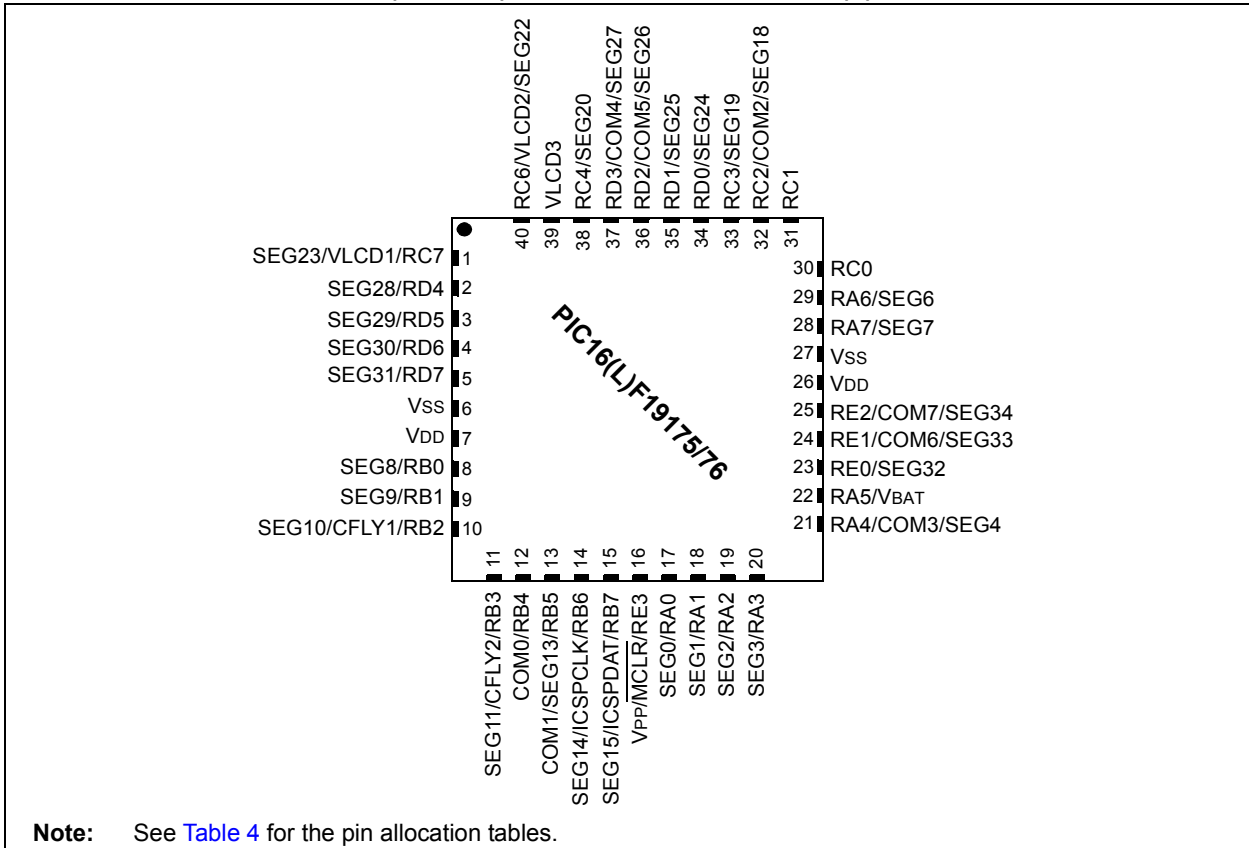 RC6/VLCD2/SEG22
VLCD3
RC4/SEG20
RD3/COM4/SEG27
RD2/COM5/SEG26
RD1/SEG25
RD0/SEG24
RC3/SEG19
RC2/COM2/SEG18
RC1
40
39
38
37
36
35
34
33
32
31
SEG23/VLCD1/RC7 1
SEG28/RD4 2
SEG29/RD5 3
SEG30/RD6 4
SEG31/RD7 5
VSS 6
VDD 7
SEG8/RB0 8
SEG9/RB1 9
SEG10/CFLY1/RB2 10
PIC16(L)F19175/76
30 RC0
29 RA6/SEG6
28 RA7/SEG7
27 VSS
26 VDD
25 RE2/COM7/SEG34
24 RE1/COM6/SEG33
23 RE0/SEG32
22 RA5/VBAT
21 RA4/COM3/SEG4
11
12
13
14
15
16
17
18
19
20
SEG11/CFLY2/RB3
COM0/RB4
COM1/SEG13/RB5
SEG14/ICSPCLK/RB6
SEG15/ICSPDAT/RB7
VPP/MCLR/RE3
SEG0/RA0
SEG1/RA1
SEG2/RA2
SEG3/RA3
Note: See Table 4 for the pin allocation tables.